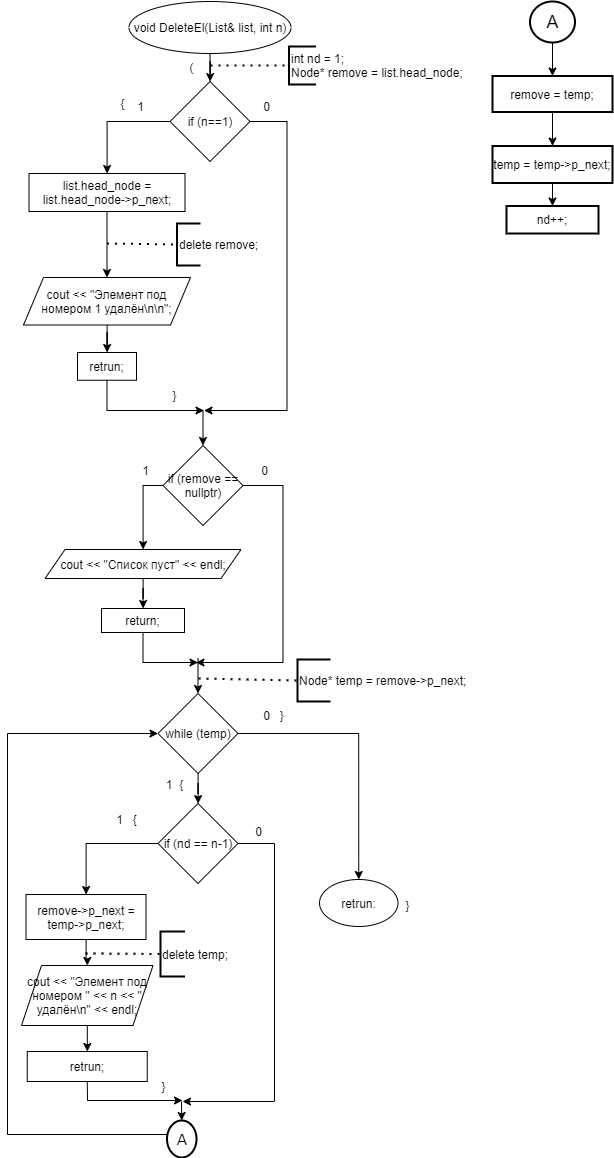 void DeleteEl(List& list, int n)
int nd = 1;
Node* remove = list.head_node;
(
{
1
0
if (n==1)
list.head_node =
list.head_node->p_next;
delete remove;
cout << "Элемент под
номером 1 удалён\n\n";
retrun;
}
1
0
if (remove ==
nullptr)
cout << "Список пуст" << endl;
return;
Node* temp = remove->p_next;
while (temp)
0 }
1 {
1 {
0
if (nd == n-1)
remove->p_next =
temp->p_next;
delete temp;
cout << "Элемент под
номером " << n << "
удалён\n" << endl;
retrun;
}
A
retrun:
}
A
remove = temp;
temp = temp->p_next;
nd++;